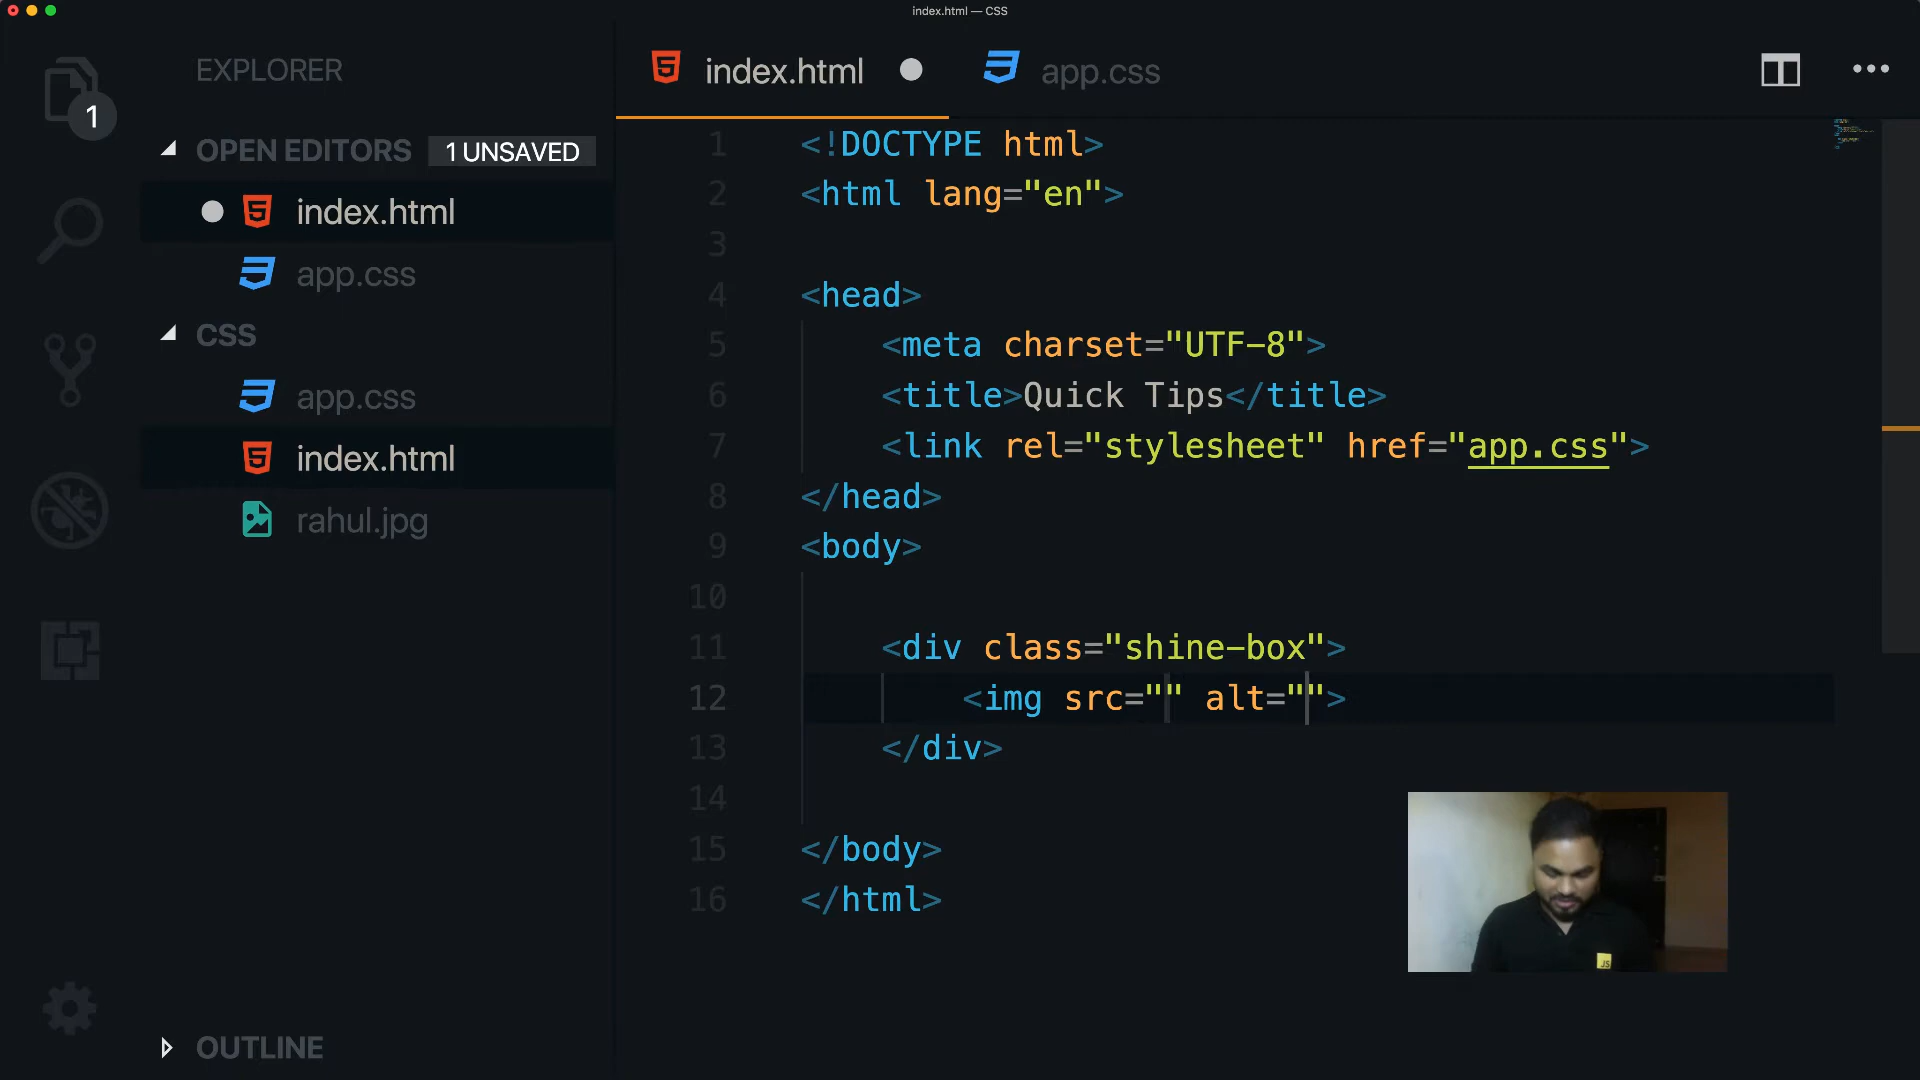 index.html — CSS
EXPLORER
1
OPEN EDITORS 1 UNSAVED
index.html
app.css
CSS
app.css
index.html
rahul.jpg
OUTLINE
index.html app.css
1 <!DOCTYPE html>
2 <html lang="en">
3
4 <head>
5 <meta charset="UTF-8">
6 <title>Quick Tips</title>
7 <link rel="stylesheet" href="app.css">
8 </head>
9 <body>
10
11 <div class="shine-box">
12 <img src="" alt="">
13 </div>
14
15 </body>
16 </html>
JS